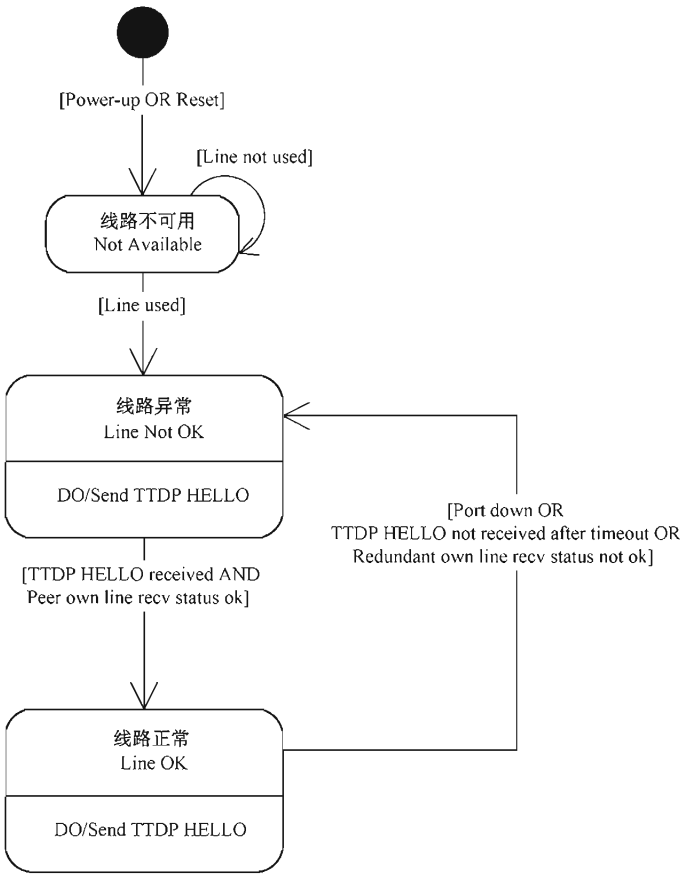 [Power-up OR Reset]
[Line not used]
线路不可用
Not Available
[Line used]
线路异常
Line Not OK
DO/Send TTDP HELLO
[Port down OR
TTDP HELLO not received after timeout OR
Redundant own line recv status not ok]
[TTDP HELLO received AND
Peer own line recv status ok]
线路正常
Line OK
DO/Send TTDP HELLO